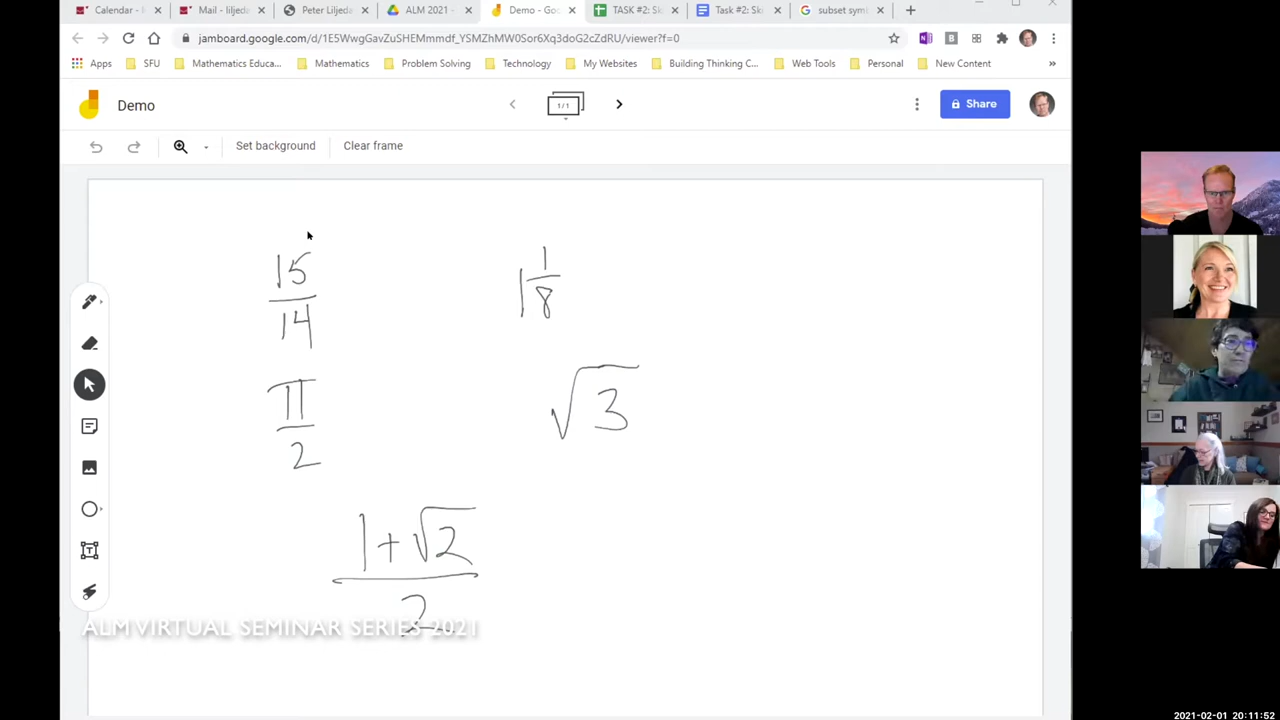 Calendar - l
Mail - liljed
Peter Liljeda
ALM 2021 -
Demo - Goo
TASK #2: Sk
Task #2: Sk
subset sym
jamboard.google.com/d/1E5WwgGavZuSHEMmmdf_YSMZhMW0Sor6Xq3doG2cZdRU/viewer?f=0
Apps SFU Mathematics Educa... Mathematics Problem Solving Technology My Websites Building Thinking C... Web Tools Personal New Content »
Demo
1/1
Share
Set background Clear frame
15/14
1 1/8
π/2
√3
1+√2
2
ALM VIRTUAL SEMINAR SERIES 2021
2021-02-01 20:11:52